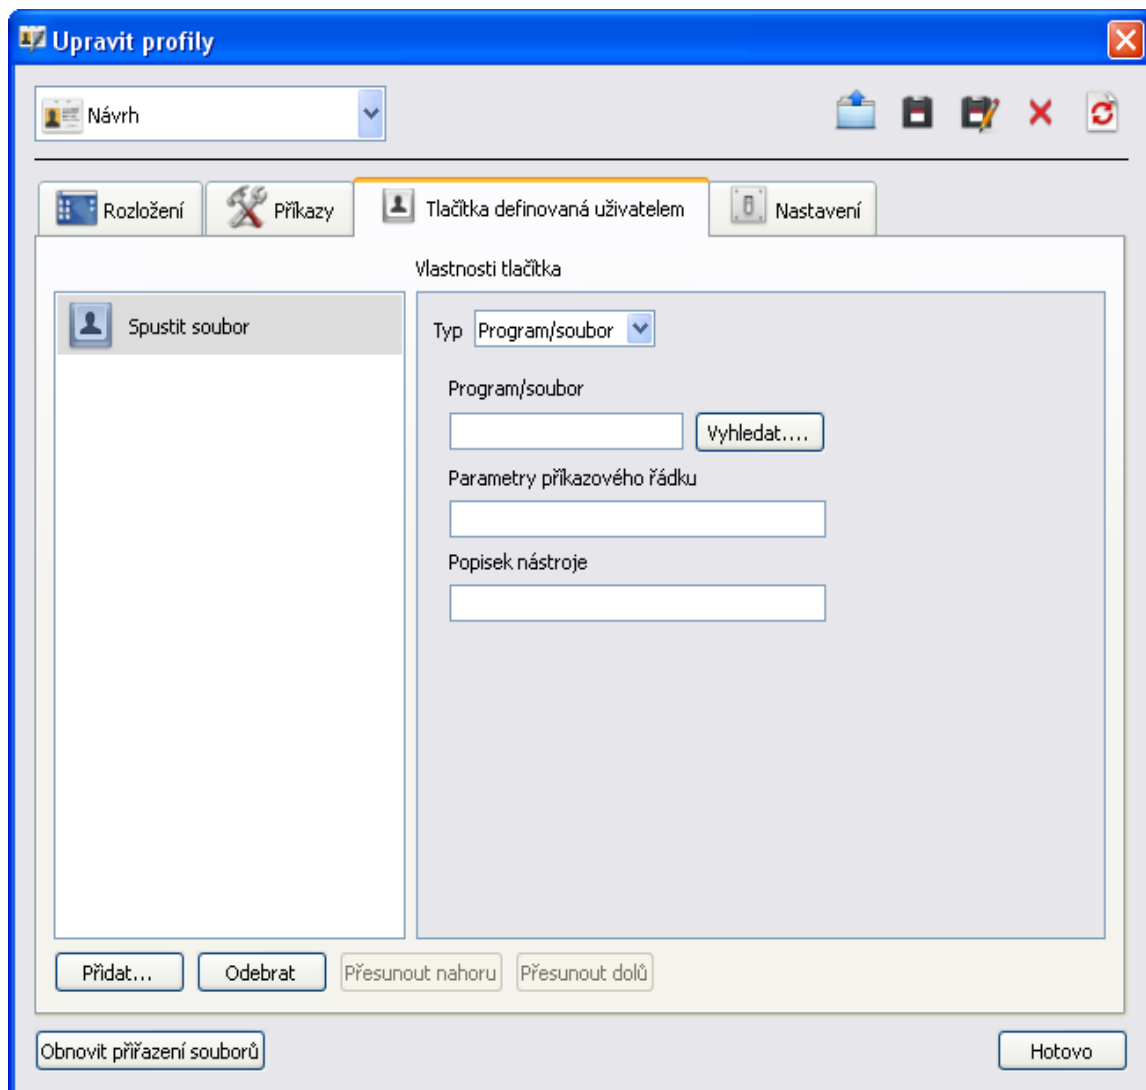 Upravit profily
Návrh
Rozložení
Příkazy
Tlačítka definovaná uživatelem
Nastavení
Vlastnosti tlačítka
Spustit soubor
Typ
Program/soubor
Program/soubor
Vyhledat....
Parametry příkazového řádku
Popisek nástroje
Přidat...
Odebrat
Přesunout nahoru
Přesunout dolů
Obnovit přiřazení souborů
Hotovo